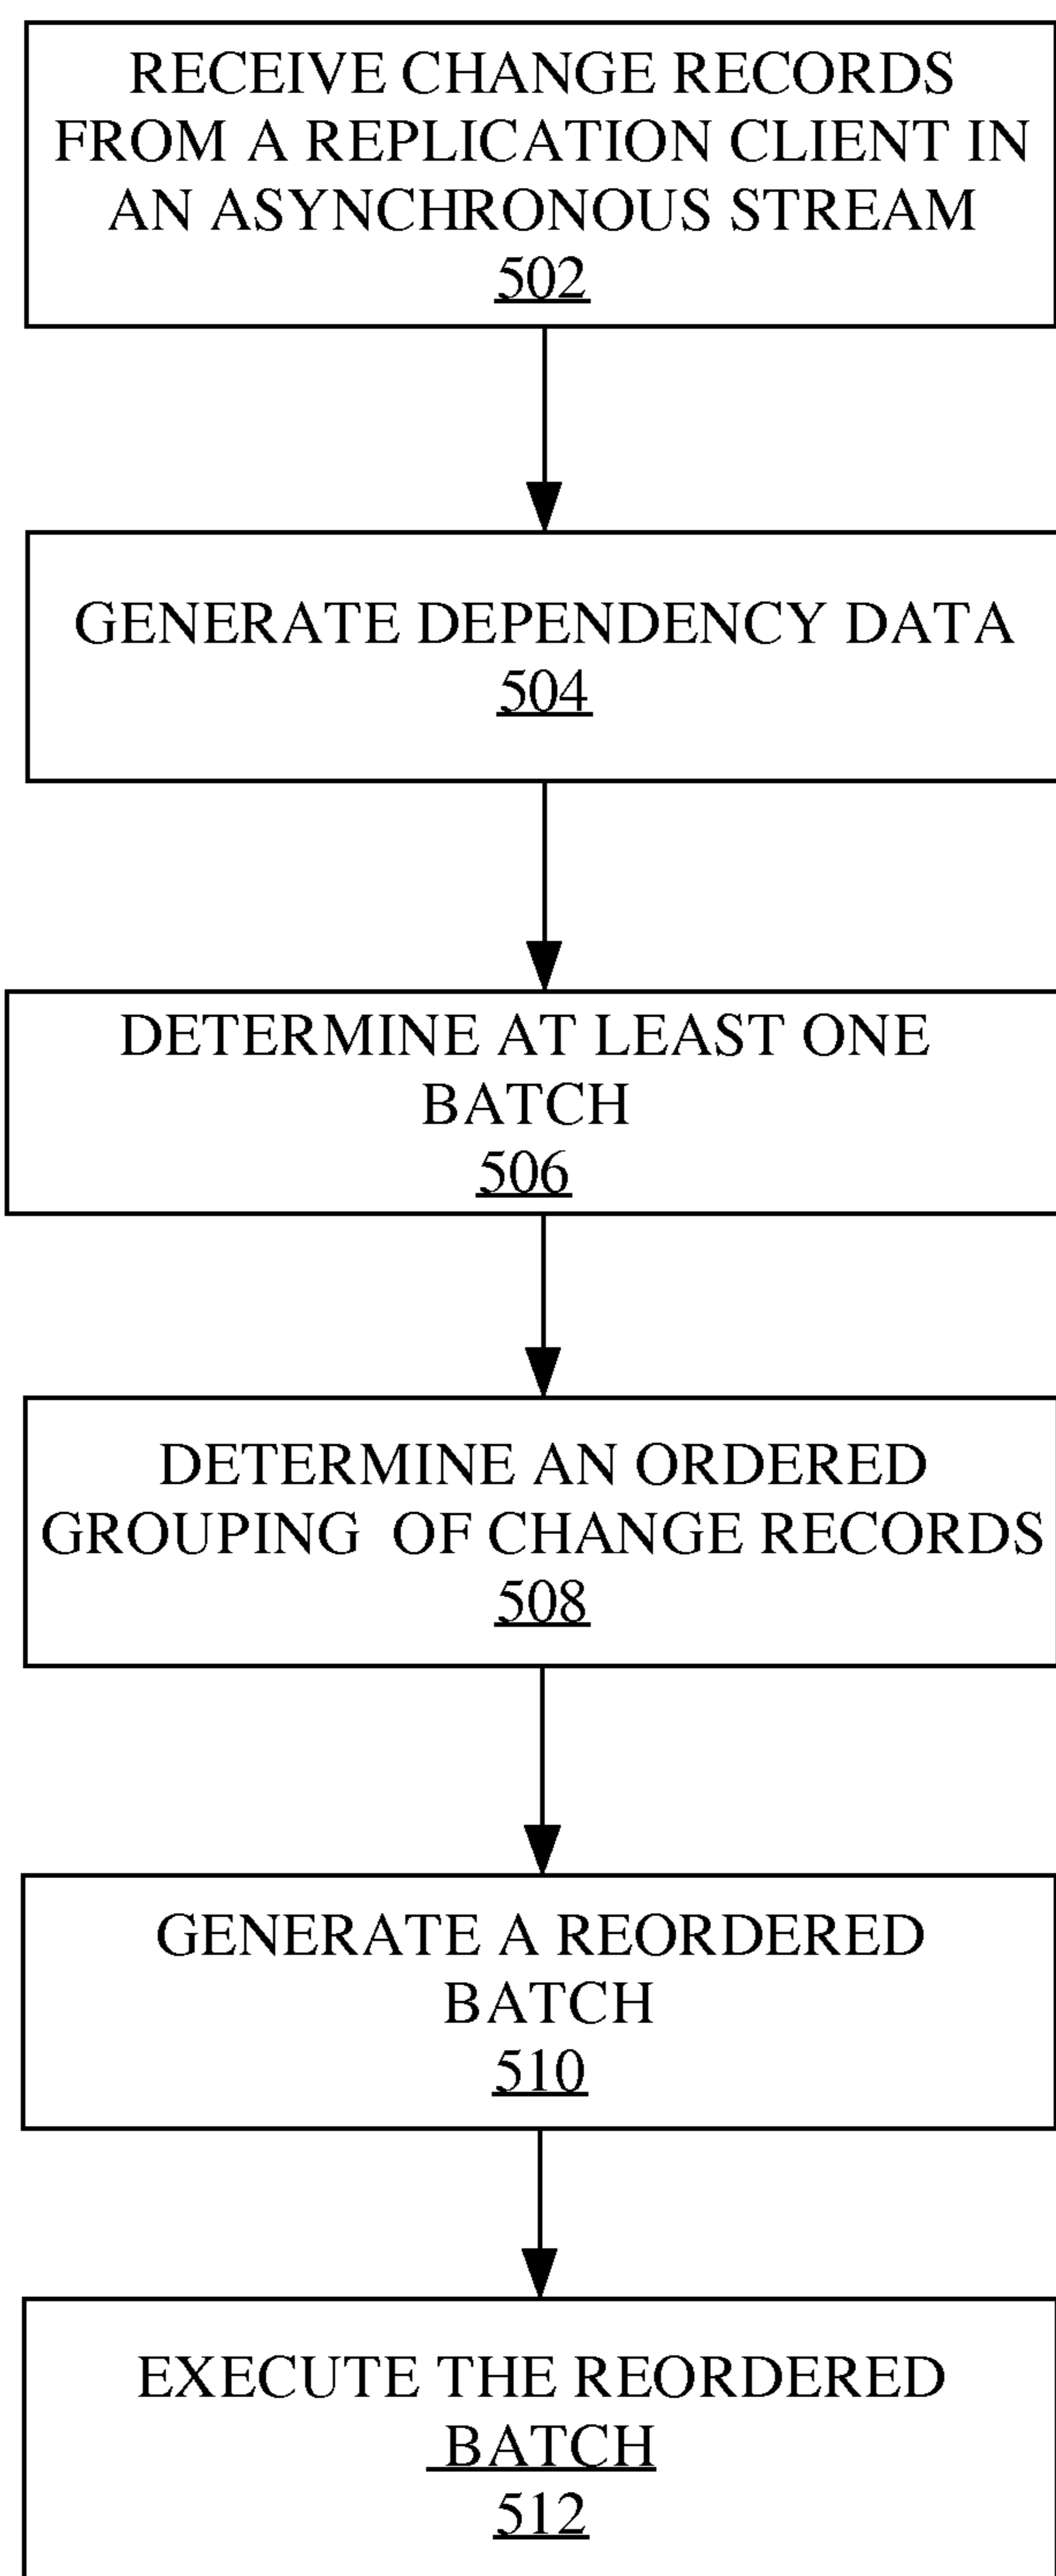 RECEIVE CHANGE RECORDS
FROM A REPLICATION CLIENT IN
AN ASYNCHRONOUS STREAM
502
GENERATE DEPENDENCY DATA
504
DETERMINE AT LEAST ONE
BATCH
506
DETERMINE AN ORDERED
GROUPING OF CHANGE RECORDS
508
GENERATE A REORDERED
BATCH
510
EXECUTE THE REORDERED
BATCH
512